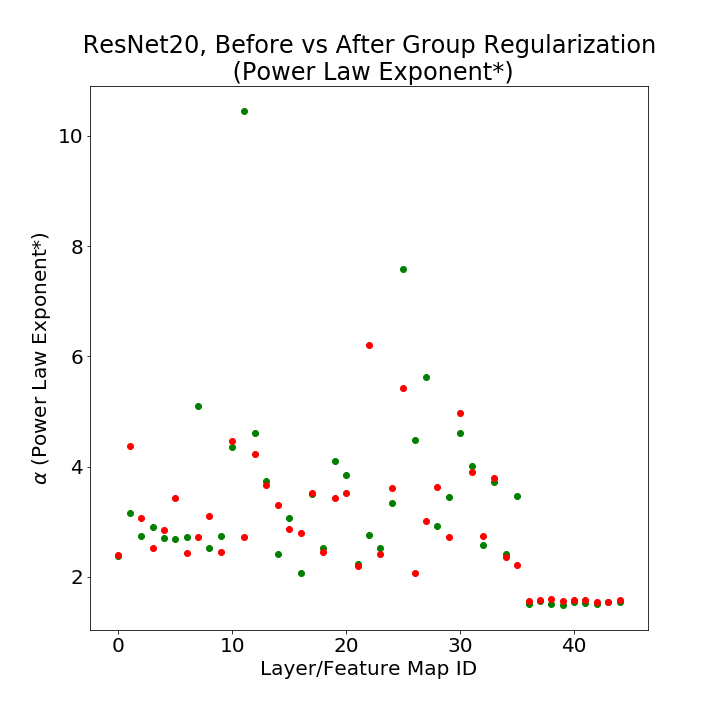 ResNet20, Before vs After Group Regularization
(Power Law Exponent*)
10
8
6
4
2
α (Power Law Exponent*)
0 10 20 30 40
Layer/Feature Map ID